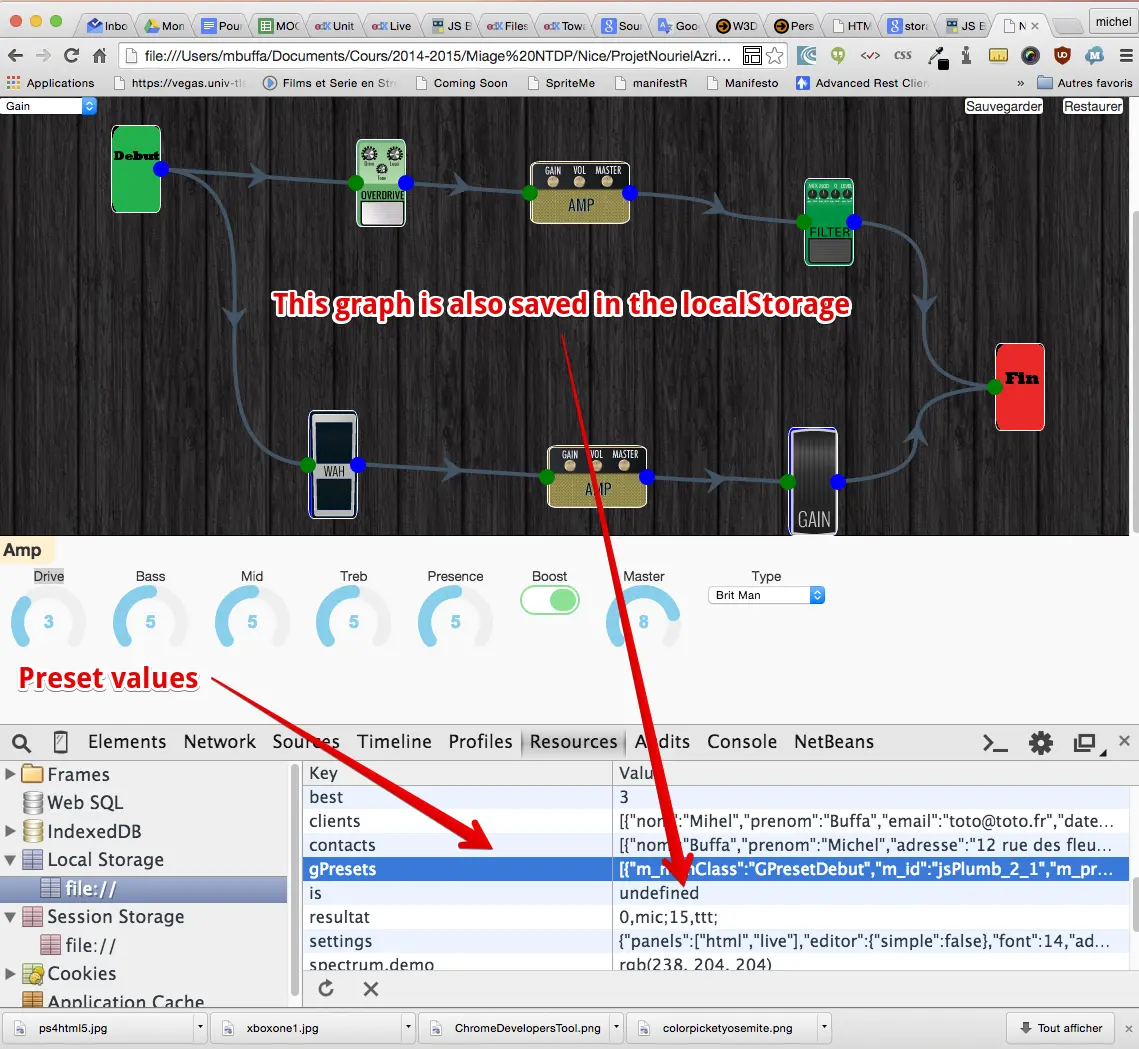 michel
Inbo
Mon
Pour
MOO
Unit
Live
JS E
Files
Tow
Sour
Goo
W3D
Pers
HTM
stora
JS E
N
file:///Users/mbuffa/Documents/Cours/2014-2015/Miage%20NTDP/Nice/ProjetNourielAzri...
Applications
https://vegas.univ-tls
Films et Serie en Str
Coming Soon
SpriteMe
manifestR
Manifesto
Advanced Rest Clien
»
Autres favoris
Gain
Sauvegarder
Restaurer
Debut
OVERDRIVE
GAIN VOL MASTER
AMP
FILTER
This graph is also saved in the localStorage
Fin
WAH
GAIN VOL MASTER
AMP
GAIN
Amp
Drive Bass Mid Treb Presence Boost Master Type
3 5 5 5 5 8 Brit Man
Preset values
Elements Network Sources Timeline Profiles Resources Audits Console NetBeans
Frames
Web SQL
IndexedDB
Local Storage
file://
Session Storage
file://
Cookies
Application Cache
Key Valu
best 3
clients [{"nom":"Mihel","prenom":"Buffa","email":"toto@toto.fr","date...
contacts [{"nom":"Buffa","prenom":"Michel","adresse":"12 rue des fleu...
gPresets [{"m_nomClass":"GPresetDebut","m_id":"jsPlumb_2_1","m_pr...
is undefined
resultat 0,mic;15,ttt;
settings {"panels":["html","live"],"editor":{"simple":false},"font":14,"ad...
spectrum.demo rgb(238, 204, 204)
ps4html5.jpg
xboxone1.jpg
ChromeDevelopersTool.png
colorpicketyosemite.png
Tout afficher